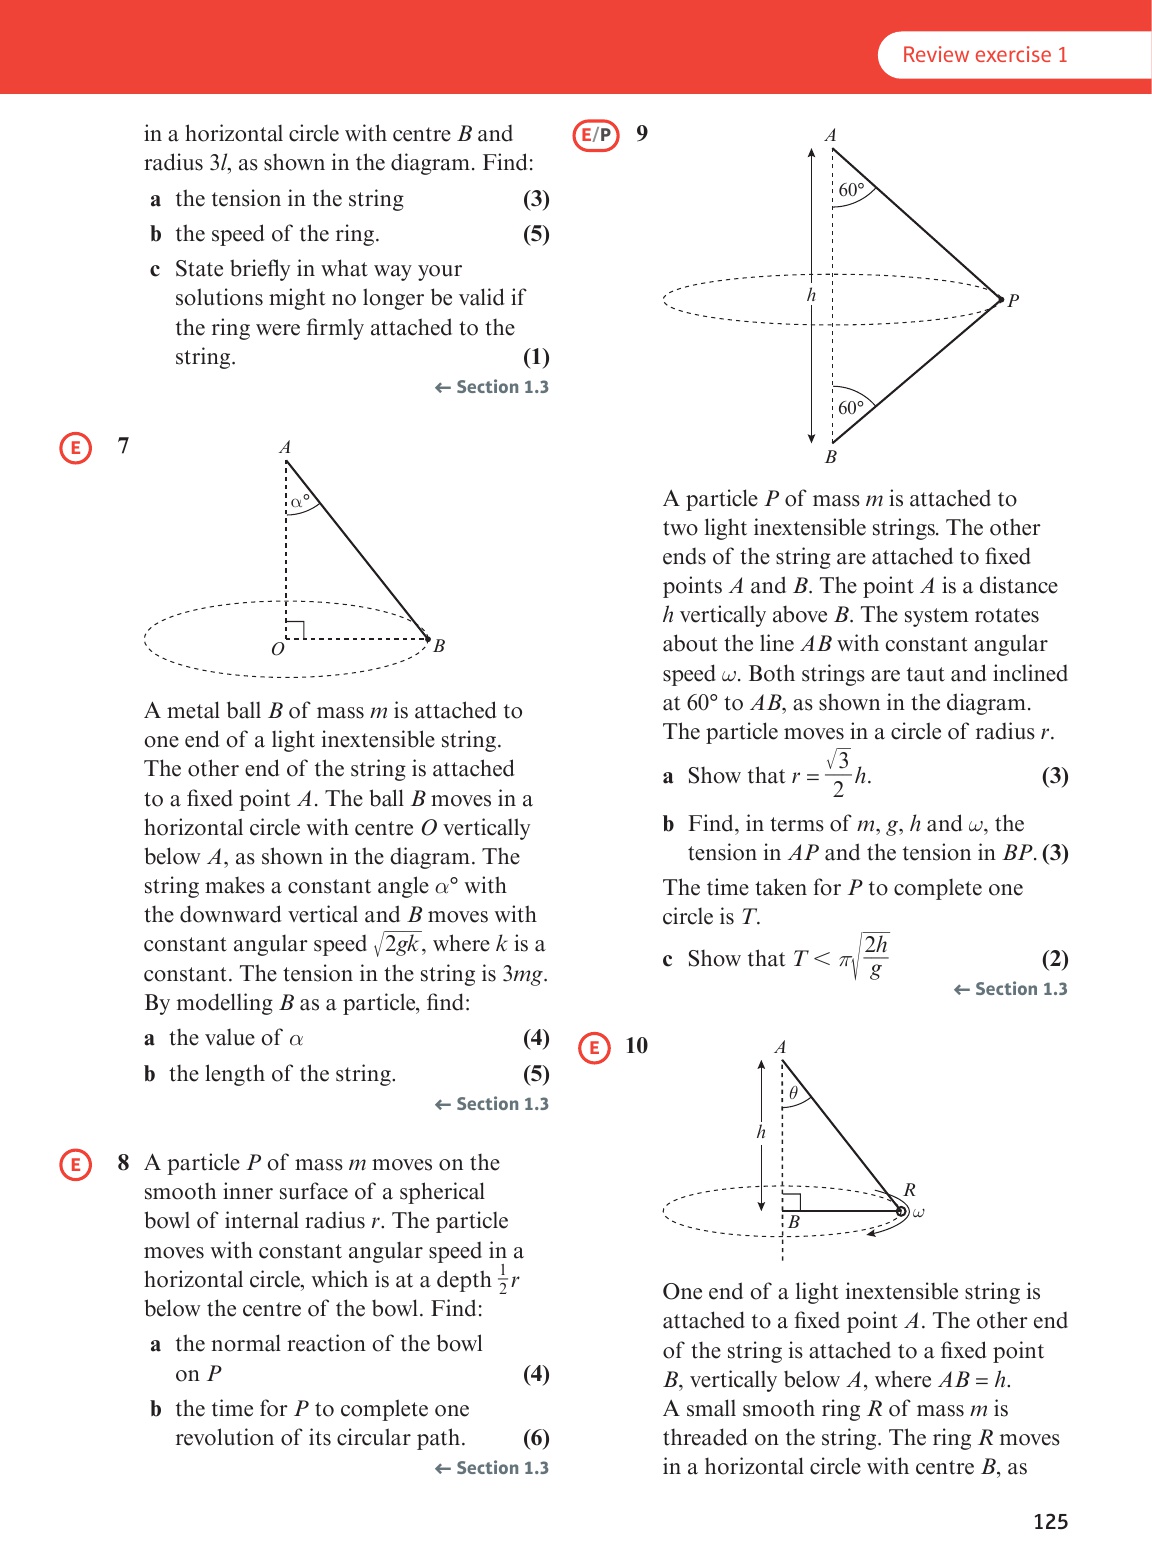 Review exercise 1
in a horizontal circle with centre B and
radius 3l, as shown in the diagram. Find:
a the tension in the string (3)
b the speed of the ring. (5)
c State briefly in what way your
solutions might no longer be valid if
the ring were firmly attached to the
string. (1)
← Section 1.3
E 7
A
α°
O
B
A metal ball B of mass m is attached to
one end of a light inextensible string.
The other end of the string is attached
to a fixed point A. The ball B moves in a
horizontal circle with centre O vertically
below A, as shown in the diagram. The
string makes a constant angle α° with
the downward vertical and B moves with
constant angular speed √2gk, where k is a
constant. The tension in the string is 3mg.
By modelling B as a particle, find:
a the value of α (4)
b the length of the string. (5)
← Section 1.3
E 8 A particle P of mass m moves on the
smooth inner surface of a spherical
bowl of internal radius r. The particle
moves with constant angular speed in a
horizontal circle, which is at a depth 1/2 r
below the centre of the bowl. Find:
a the normal reaction of the bowl
on P (4)
b the time for P to complete one
revolution of its circular path. (6)
← Section 1.3
E/P 9
A
60°
h
P
60°
B
A particle P of mass m is attached to
two light inextensible strings. The other
ends of the string are attached to fixed
points A and B. The point A is a distance
h vertically above B. The system rotates
about the line AB with constant angular
speed ω. Both strings are taut and inclined
at 60° to AB, as shown in the diagram.
The particle moves in a circle of radius r.
a Show that r = √3/2 h. (3)
b Find, in terms of m, g, h and ω, the
tension in AP and the tension in BP. (3)
The time taken for P to complete one
circle is T.
c Show that T < π√(2h/g) (2)
← Section 1.3
E 10
A
θ
h
R
B
ω
One end of a light inextensible string is
attached to a fixed point A. The other end
of the string is attached to a fixed point
B, vertically below A, where AB = h.
A small smooth ring R of mass m is
threaded on the string. The ring R moves
in a horizontal circle with centre B, as
125